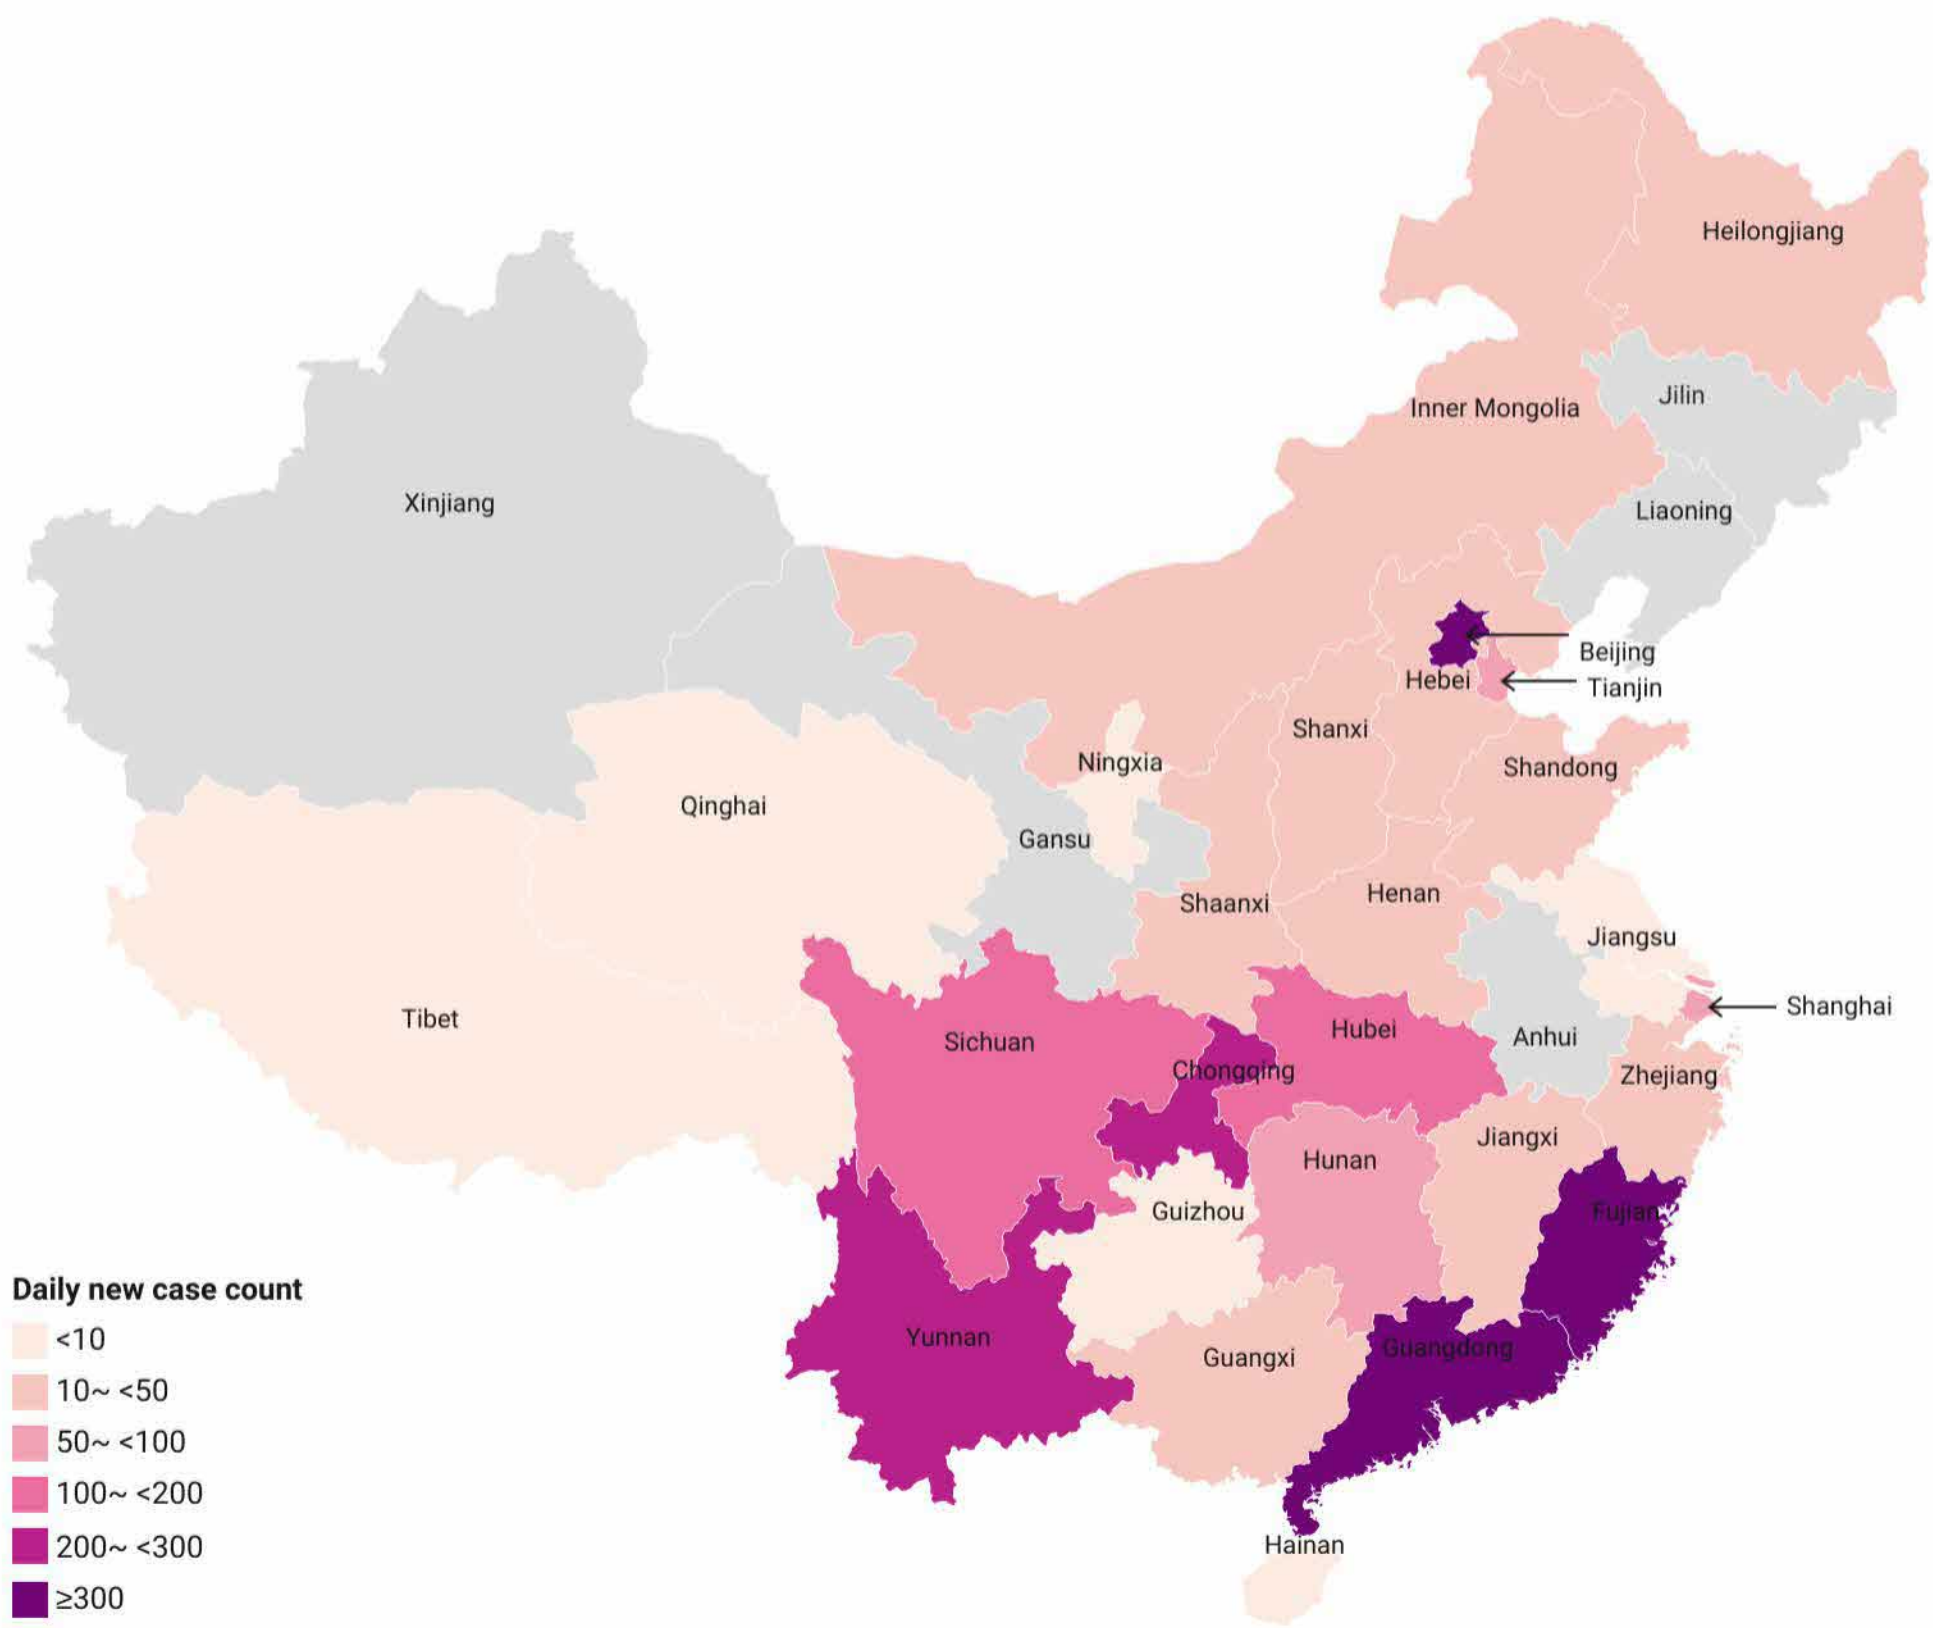 Heilongjiang
Jilin
Inner Mongolia
Xinjiang
Liaoning
Beijing
Hebei
Tianjin
Shanxi
Ningxia
Shandong
Qinghai
Gansu
Henan
Shaanxi
Jiangsu
Shanghai
Tibet
Hubei
Anhui
Sichuan
Chongqing
Zhejiang
Jiangxi
Hunan
Guizhou
Fujian
Yunnan
Guangdong
Guangxi
Hainan
Daily new case count
<10
10~ <50
50~ <100
100~ <200
200~ <300
≥300